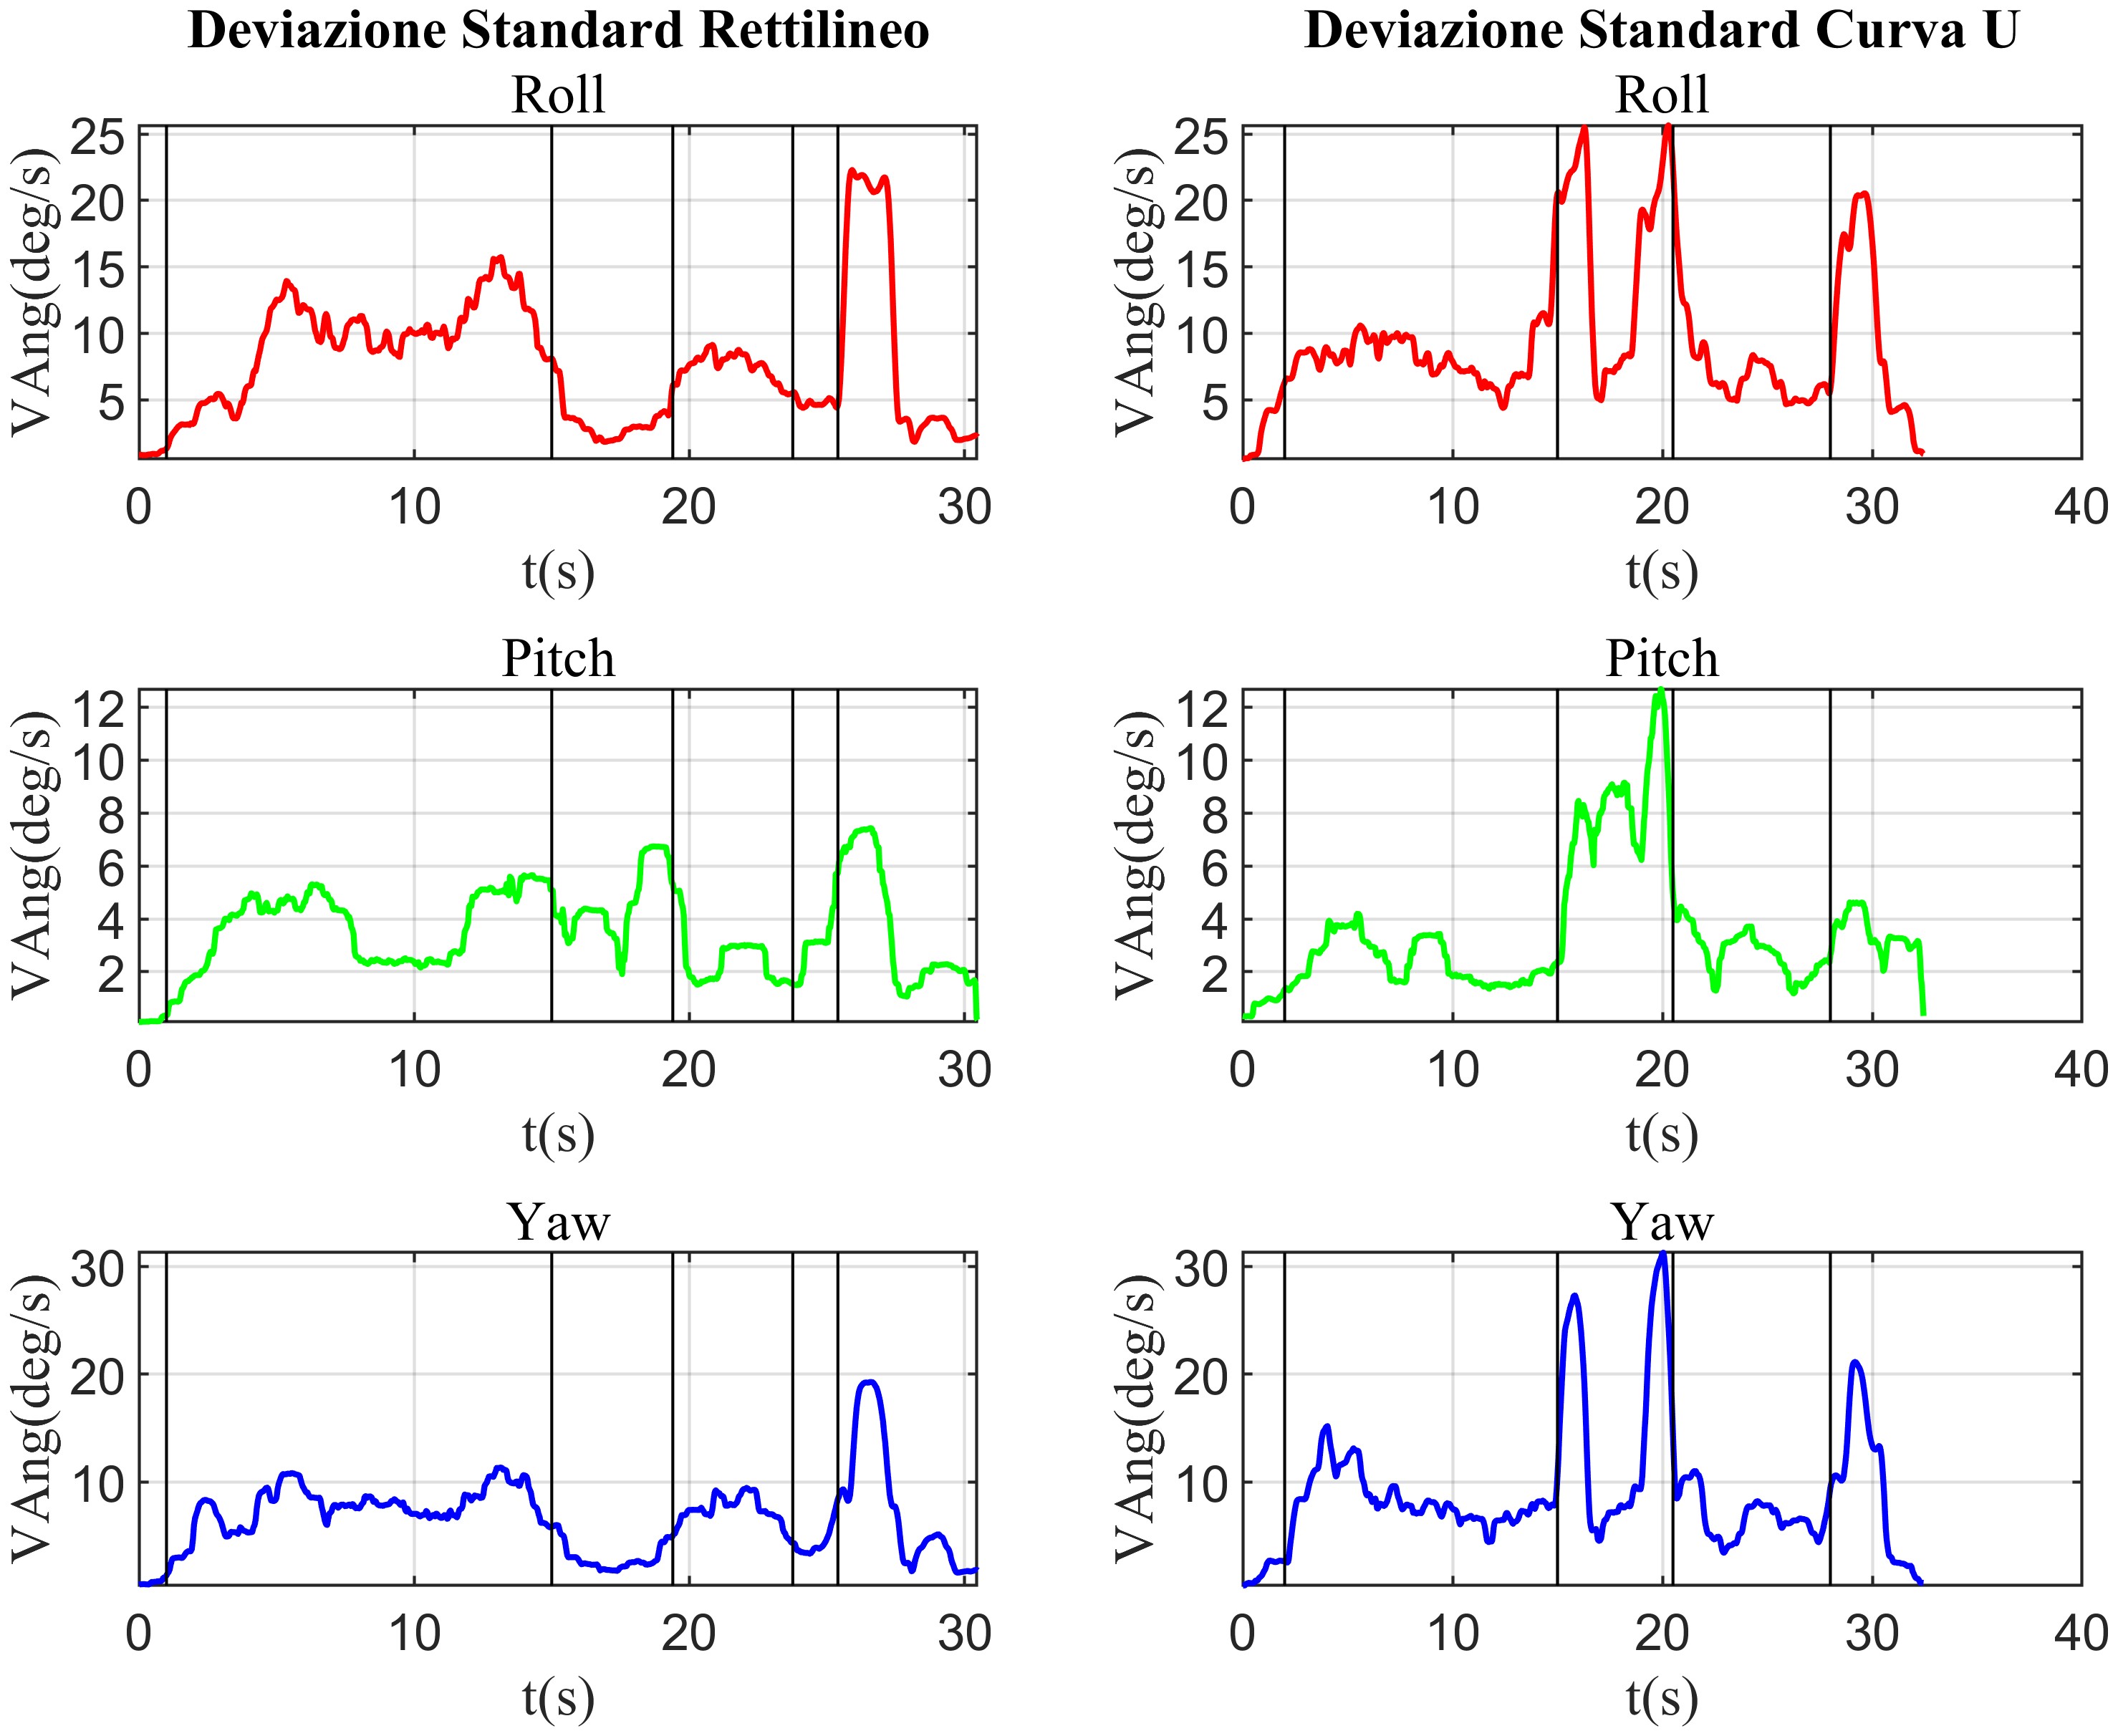 Deviazione Standard Rettilineo
Roll
VAng(deg/s)
25
20
15
10
5
0 10 20 30
t(s)
Pitch
VAng(deg/s)
12
10
8
6
4
2
0 10 20 30
t(s)
Yaw
VAng(deg/s)
30
20
10
0 10 20 30
t(s)
Deviazione Standard Curva U
Roll
VAng(deg/s)
25
20
15
10
5
0 10 20 30 40
t(s)
Pitch
VAng(deg/s)
12
10
8
6
4
2
0 10 20 30 40
t(s)
Yaw
VAng(deg/s)
30
20
10
0 10 20 30 40
t(s)